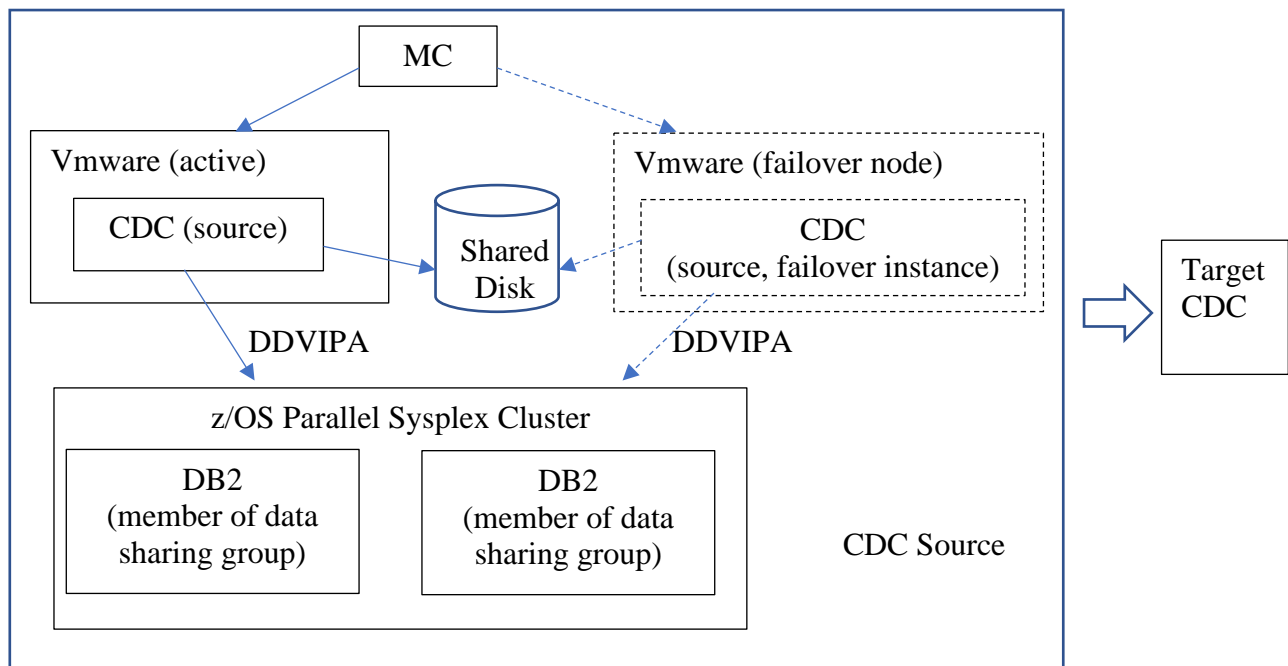 MC
Vmware (active)
CDC (source)
Shared
Disk
Vmware (failover node)
CDC
(source, failover instance)
Target
CDC
DDVIPA
DDVIPA
z/OS Parallel Sysplex Cluster
DB2
(member of data
sharing group)
DB2
(member of data
sharing group)
CDC Source